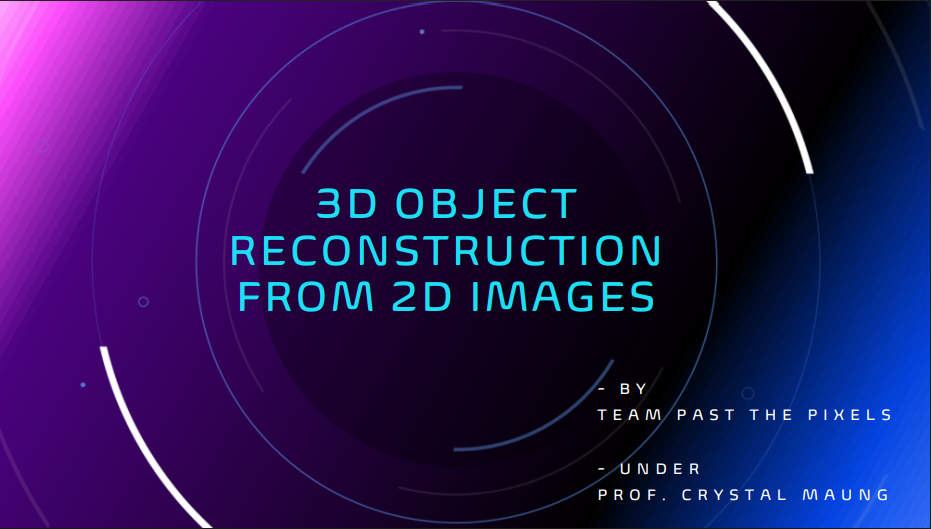 3D OBJECT
RECONSTRUCTION
FROM 2D IMAGES
- BY
TEAM PAST THE PIXELS
- UNDER
PROF. CRYSTAL MAUNG